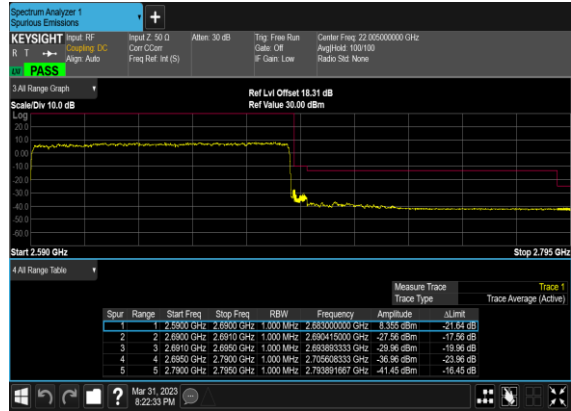 Spectrum Analyzer 1
Spurious Emissions
+
KEYSIGHT
R T
Input: RF
Coupling: DC
Align: Auto
Input Z: 50 Ω
Corr CCorr
Freq Ref: Int (S)
Atten: 30 dB
Trig: Free Run
Gate: Off
IF Gain: Low
Center Freq: 22.005000000 GHz
Avg|Hold: 100/100
Radio Std: None
PASS
3 All Range Graph
Scale/Div 10.0 dB
Ref Lvl Offset 18.31 dB
Ref Value 30.00 dBm
Log
20.0
10.0
0.00
-10.0
-20.0
-30.0
-40.0
-50.0
-60.0
Start 2.590 GHz
Stop 2.795 GHz
4 All Range Table
Measure Trace Trace 1
Trace Type Trace Average (Active)
Spur Range Start Freq Stop Freq RBW Frequency Amplitude ΔLimit
1 1 2.5900 GHz 2.6900 GHz 1.000 MHz 2.683000000 GHz 8.355 dBm -21.64 dB
2 2 2.6900 GHz 2.6910 GHz 1.000 MHz 2.690415000 GHz -27.56 dBm -17.56 dB
3 3 2.6910 GHz 2.6950 GHz 1.000 MHz 2.693893333 GHz -29.96 dBm -19.96 dB
4 4 2.6950 GHz 2.7900 GHz 1.000 MHz 2.705608333 GHz -36.96 dBm -23.96 dB
5 5 2.7900 GHz 2.7950 GHz 1.000 MHz 2.793891667 GHz -41.45 dBm -16.45 dB
?
Mar 31, 2023
8:22:33 PM